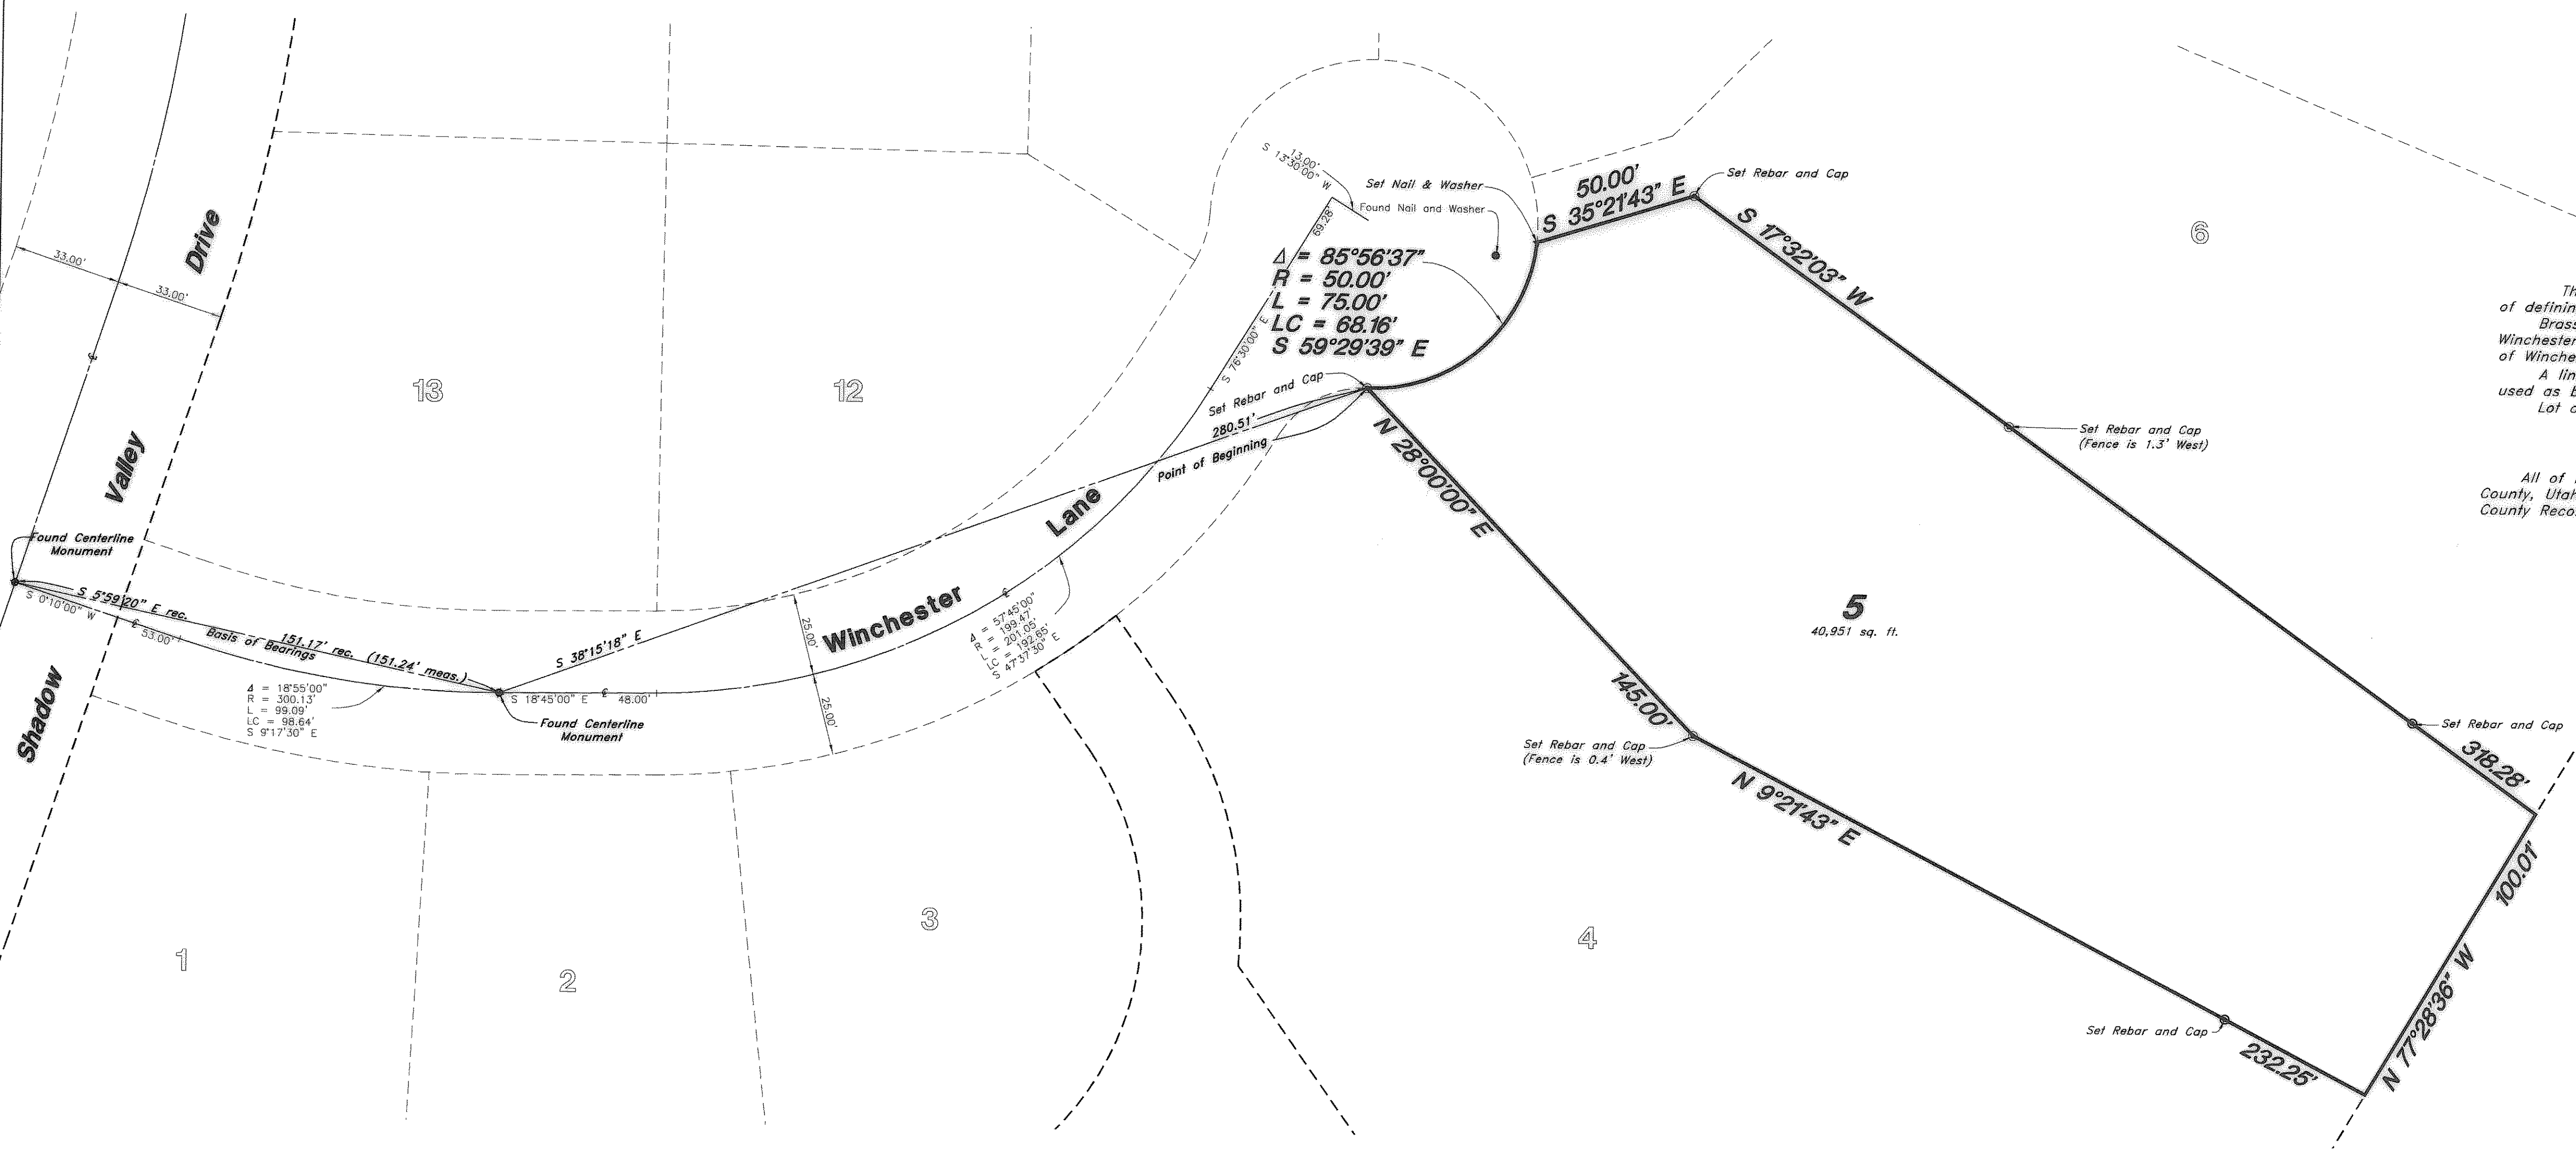 Drive
Valley
Shadow
33.00'
33.00'
℄
13
12
Found Centerline
Monument
S 5°59'20" E rec.
S 0°10'00" W
℄
53.00'
151.17' rec. (151.24' meas.)
Basis of Bearings
Δ = 18°55'00"
R = 300.13'
L = 99.09'
LC = 98.64'
S 9°17'30" E
S 38°15'18" E
S 18°45'00" E
℄
48.00'
Found Centerline
Monument
25.00'
25.00'
Winchester
Lane
℄
Δ = 57°45'00"
R = 199.47'
L = 201.05'
LC = 192.65'
S 47°37'30" E
1
2
3
4
13.00'
S 13°30'00" W
69.28'
S 76°30'00" E
Set Nail & Washer
Found Nail and Washer
Δ = 85°56'37"
R = 50.00'
L = 75.00'
LC = 68.16'
S 59°29'39" E
Set Rebar and Cap
280.51'
Point of Beginning
50.00'
S 35°21'43" E
Set Rebar and Cap
S 17°32'03" W
6
Set Rebar and Cap
(Fence is 1.3' West)
N 28°00'00" E
145.00'
Set Rebar and Cap
(Fence is 0.4' West)
5
40,951 sq. ft.
Set Rebar and Cap
318.28'
100.01'
N 77°28'36" W
N 9°21'43" E
Set Rebar and Cap
232.25'
Th
of definin
Brass
Winchester
of Winche
A lin
used as
Lot
All of
County, Utah
County Reco